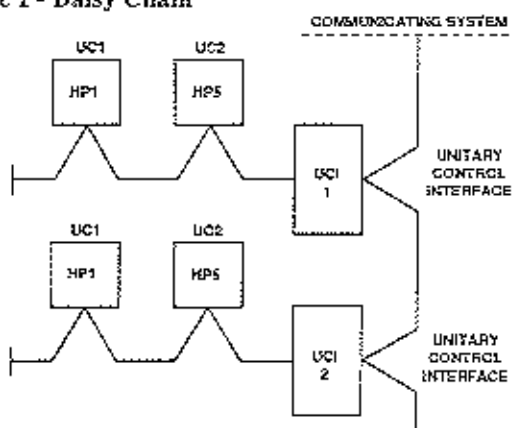 1 - Daisy Chain
COMMUNICATING SYSTEM
UC1
UC2
HP1
HP5
UCI
1
UNITARY
CONTROL
INTERFACE
UC1
UC2
HP1
HP5
UCI
2
UNITARY
CONTROL
INTERFACE